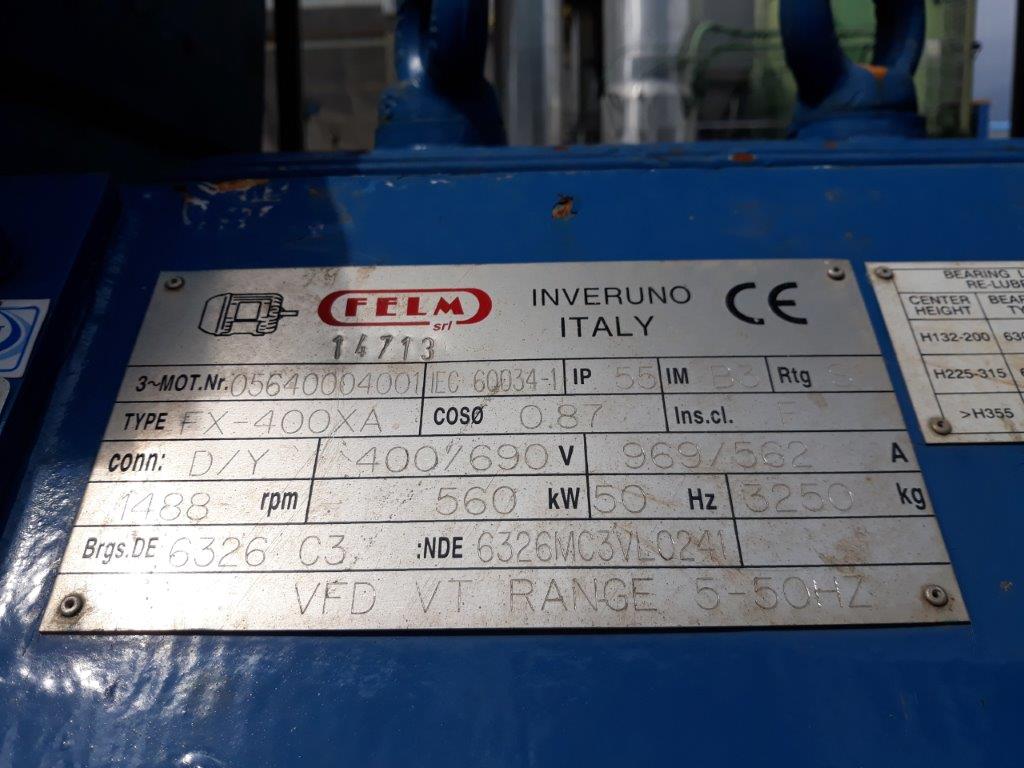 FELM
srl
INVERUNO
ITALY
CE
14713
3~MOT.Nr. 05640004001 IEC 60034-1 IP 55 IM B3 Rtg S
TYPE FX-400XA COSØ 0.87 Ins.cl. F
conn: D/Y 400/690 V 969/562 A
1488 rpm 560 kW 50 Hz 3250 kg
Brgs.DE 6326 C3 :NDE 6326MC3VL0241
VFD VT RANGE 5-50HZ
BEARING
RE-LUB
CENTER
HEIGHT
H132-200
H225-315
>H355